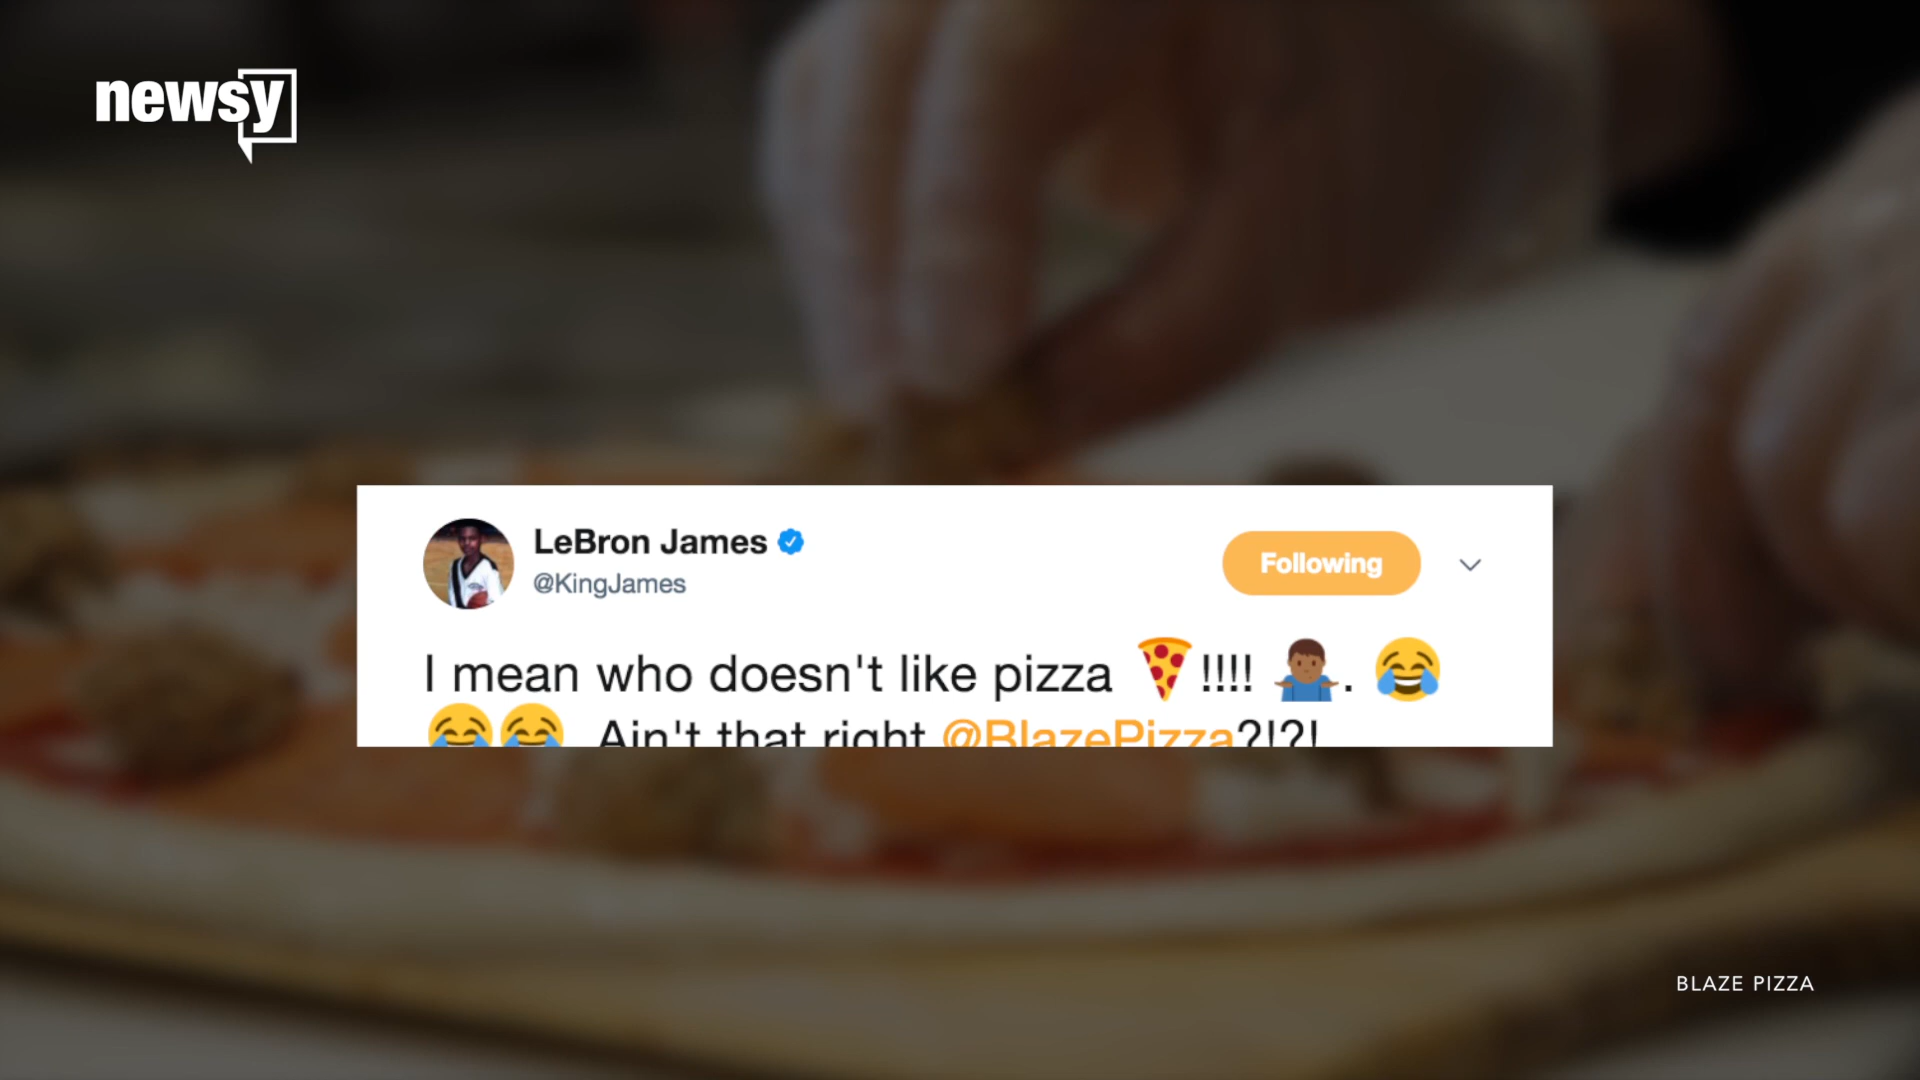 newsy
LeBron James
@KingJames
Following
I mean who doesn't like pizza 🍕!!!! 🤷🏾‍♂️. 😂
😂😂 Ain't that right @BlazePizza?!?!
BLAZE PIZZA